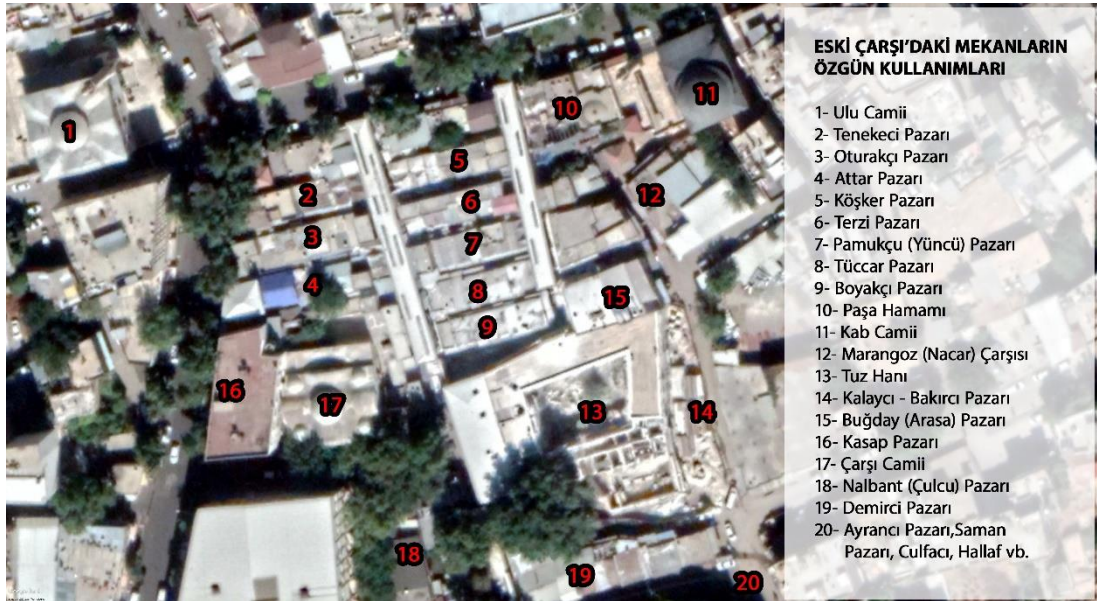 ESKİ ÇARŞI'DAKİ MEKANLARIN
ÖZGÜN KULLANIMLARI
1- Ulu Camii
2- Tenekeci Pazarı
3- Oturakçı Pazarı
4- Attar Pazarı
5- Köşker Pazarı
6- Terzi Pazarı
7- Pamukçu (Yüncü) Pazarı
8- Tüccar Pazarı
9- Boyakçı Pazarı
10- Paşa Hamamı
11- Kab Camii
12- Marangoz (Nacar) Çarşısı
13- Tuz Hanı
14- Kalaycı - Bakırcı Pazarı
15- Buğday (Arasa) Pazarı
16- Kasap Pazarı
17- Çarşı Camii
18- Nalbant (Çulcu) Pazarı
19- Demirci Pazarı
20- Ayrancı Pazarı,Saman
Pazarı, Culfacı, Hallaf vb.
1
2
3
4
5
6
7
8
9
10
11
12
13
14
15
16
17
18
19
20